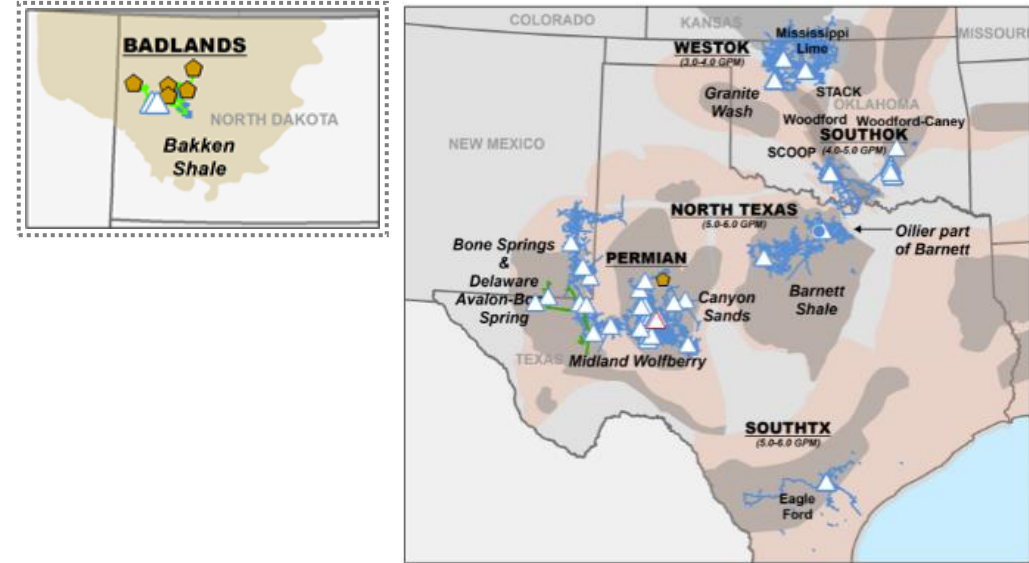 BADLANDS
NORTH DAKOTA
Bakken
Shale
COLORADO
KANSAS
MISSOURI
Mississippi
Lime
WESTOK
(3.0-4.0 GPM)
Granite
Wash
STACK
OKLAHOMA
Woodford
Woodford-Caney
SOUTHOK
SCOOP
(4.0-5.0 GPM)
NEW MEXICO
NORTH TEXAS
(5.0-6.0 GPM)
Oilier part
of Barnett
Bone Springs
&
Delaware
Avalon-Bo
Spring
PERMIAN
Canyon
Sands
Barnett
Shale
TEXAS
Midland Wolfberry
SOUTHTX
(5.0-6.0 GPM)
Eagle
Ford